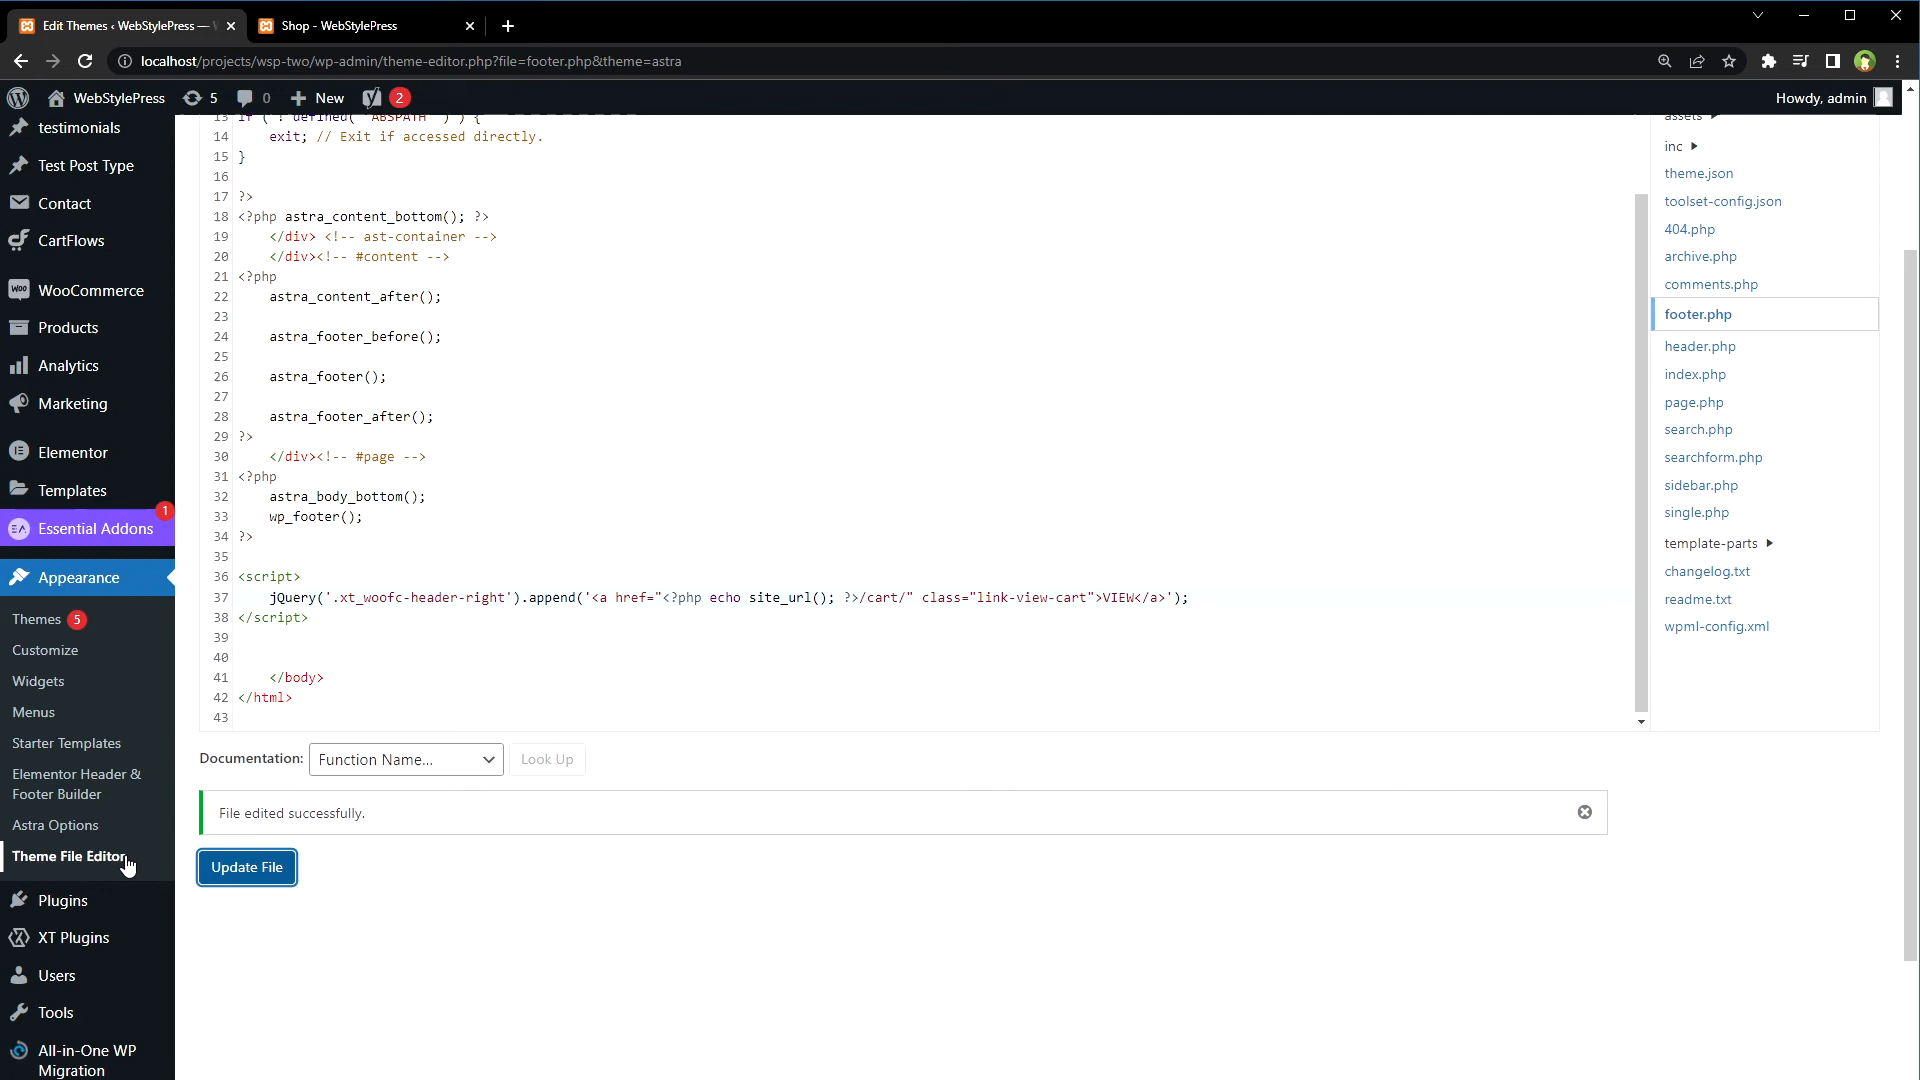 Edit Themes ‹ WebStylePress —
Shop - WebStylePress
localhost/projects/wsp-two/wp-admin/theme-editor.php?file=footer.php&theme=astra
WebStylePress 5 0 New 2 Howdy, admin
testimonials
Test Post Type
Contact
CartFlows
WooCommerce
Products
Analytics
Marketing
Elementor
Templates
1
Essential Addons
Appearance
Themes 5
Customize
Widgets
Menus
Starter Templates
Elementor Header &
Footer Builder
Astra Options
Theme File Editor
Plugins
XT Plugins
Users
Tools
All-in-One WP
Migration
13 if ( ! defined( 'ABSPATH' ) ) {
14 exit; // Exit if accessed directly.
15 }
16
17 ?>
18 <?php astra_content_bottom(); ?>
19 </div> <!-- ast-container -->
20 </div><!-- #content -->
21 <?php
22 astra_content_after();
23
24 astra_footer_before();
25
26 astra_footer();
27
28 astra_footer_after();
29 ?>
30 </div><!-- #page -->
31 <?php
32 astra_body_bottom();
33 wp_footer();
34 ?>
35
36 <script>
37 jQuery('.xt_woofc-header-right').append('<a href="<?php echo site_url(); ?>/cart/" class="link-view-cart">VIEW</a>');
38 </script>
39
40
41 </body>
42 </html>
43
Documentation: Function Name... Look Up
File edited successfully.
Update File
assets
inc
theme.json
toolset-config.json
404.php
archive.php
comments.php
footer.php
header.php
index.php
page.php
search.php
searchform.php
sidebar.php
single.php
template-parts
changelog.txt
readme.txt
wpml-config.xml